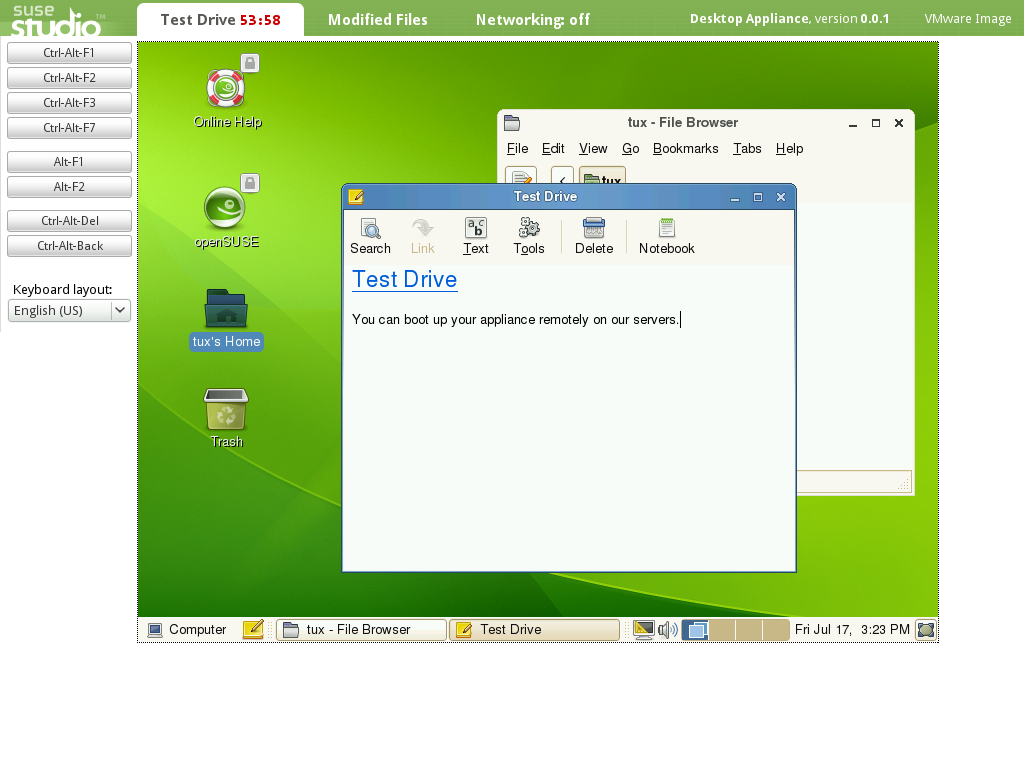 suse
studio™
Test Drive 53:58
Modified Files
Networking: off
Desktop Appliance, version 0.0.1
VMware Image
Ctrl-Alt-F1
Ctrl-Alt-F2
Ctrl-Alt-F3
Ctrl-Alt-F7
Alt-F1
Alt-F2
Ctrl-Alt-Del
Ctrl-Alt-Back
Keyboard layout:
English (US)
Online Help
openSUSE
tux's Home
Trash
tux - File Browser
File Edit View Go Bookmarks Tabs Help
tux
Test Drive
Search Link Text Tools Delete Notebook
Test Drive
You can boot up your appliance remotely on our servers.
Computer
tux - File Browser
Test Drive
Fri Jul 17, 3:23 PM